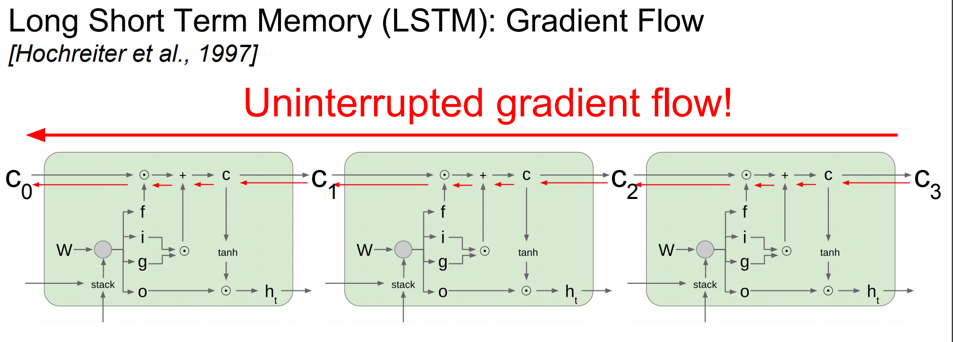 Long Short Term Memory (LSTM): Gradient Flow
[Hochreiter et al., 1997]
Uninterrupted gradient flow!
C0 ⊙ + c C1 ⊙ + c C2 ⊙ + c C3
f f f
W i ⊙ W i ⊙ W i ⊙
g tanh g tanh g tanh
stack stack stack
o ⊙ ht o ⊙ ht o ⊙ ht